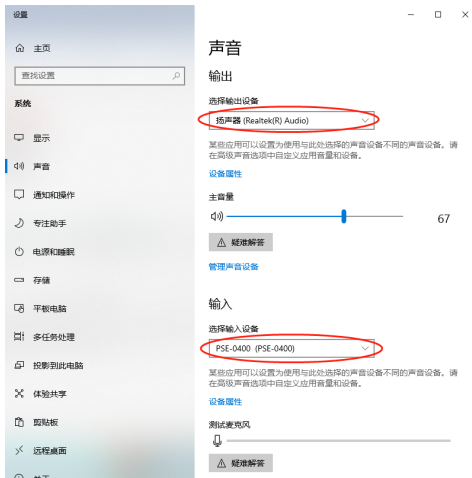 设置
主页
查找设置
系统
显示
声音
通知和操作
专注助手
电源和睡眠
存储
平板电脑
多任务处理
投影到此电脑
体验共享
剪贴板
远程桌面
声音
输出
选择输出设备
扬声器 (Realtek(R) Audio)
某些应用可以设置为使用与此处选择的声音设备不同的声音设备。请
在高级声音选项中自定义应用音量和设备。
设备属性
主音量
67
疑难解答
管理声音设备
输入
选择输入设备
PSE-0400 (PSE-0400)
某些应用可以设置为使用与此处选择的声音设备不同的声音设备。请
在高级声音选项中自定义应用音量和设备。
设备属性
测试麦克风
疑难解答